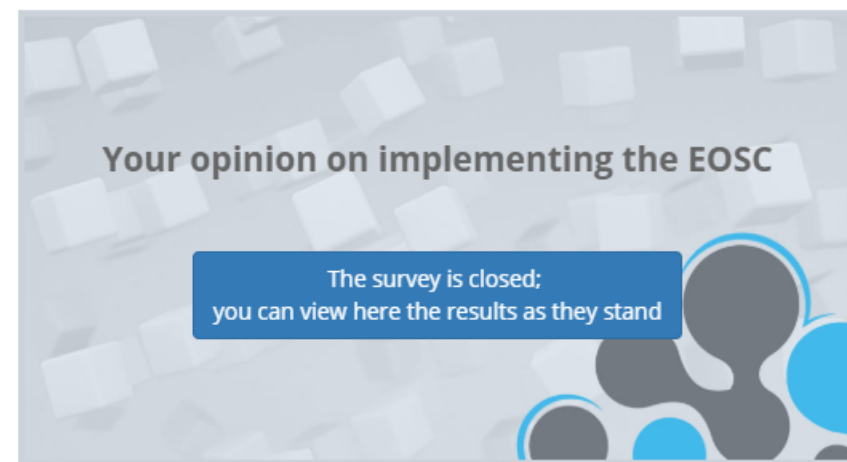 Your opinion on implementing the EOSC
The survey is closed;
you can view here the results as they stand